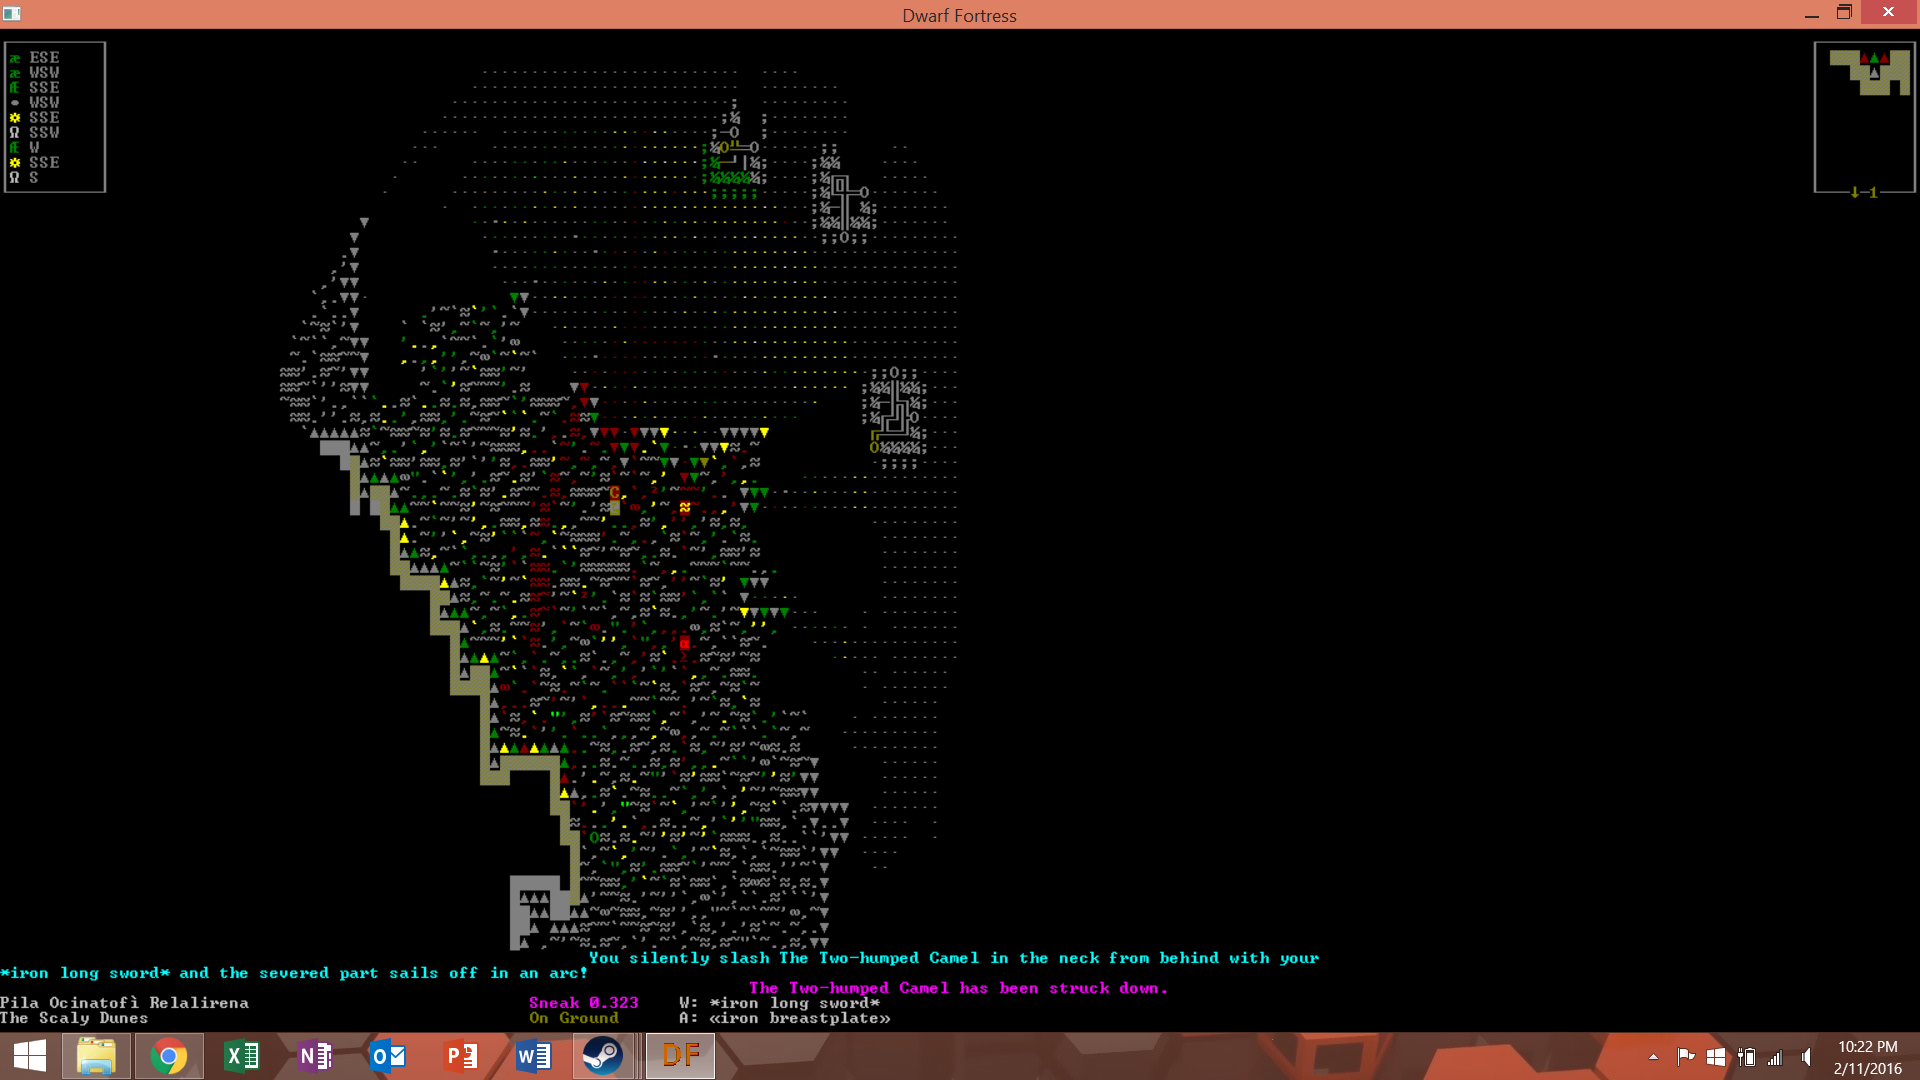 Dwarf Fortress
æ ESE
æ WSW
Æ SSE
• WSW
☼ SSE
Ω SSW
Æ W
☼ SSE
Ω S
↓-1
You silently slash The Two-humped Camel in the neck from behind with your
*iron long sword* and the severed part sails off in an arc!
The Two-humped Camel has been struck down.
Pila Ocinatofì Relalirena Sneak 0.323 W: *iron long sword*
The Scaly Dunes On Ground A: «iron breastplate»
DF
10:22 PM
2/11/2016